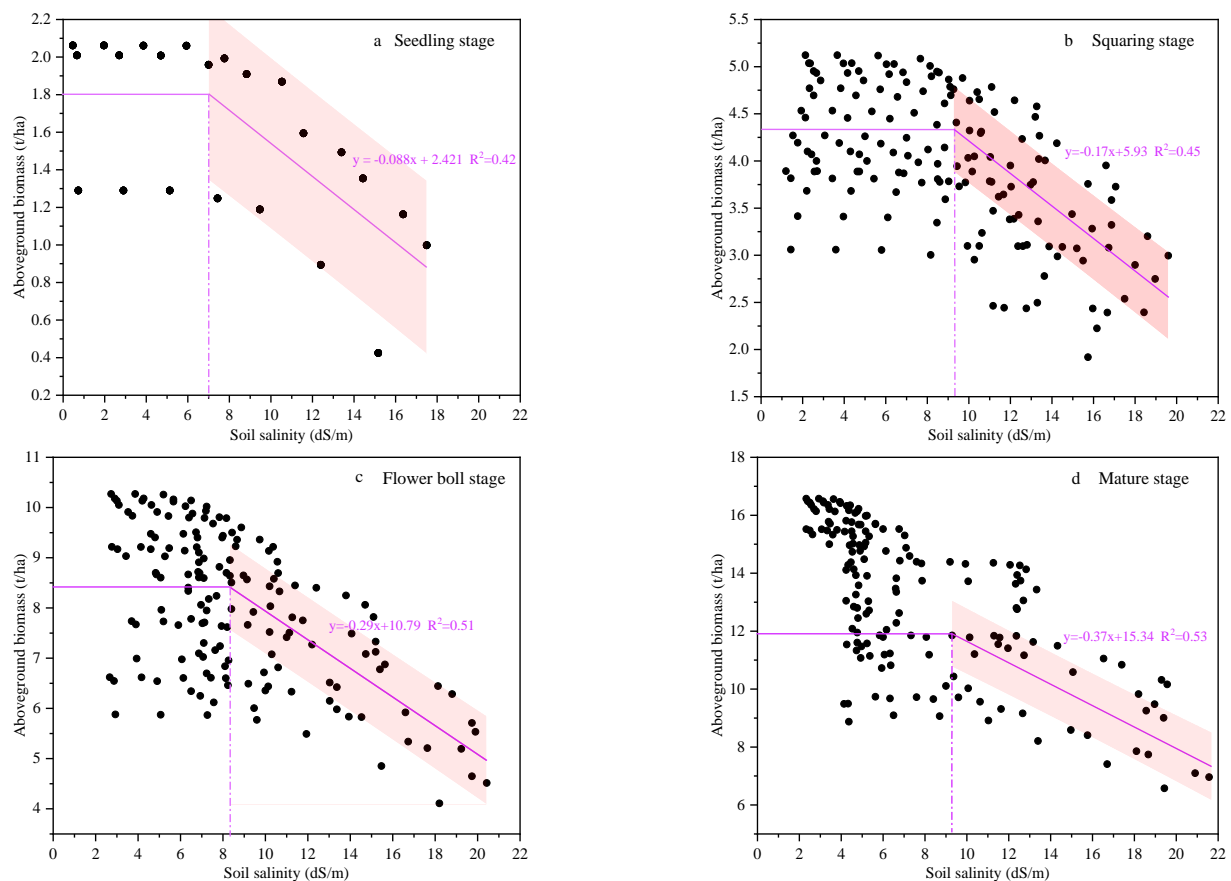 a Seedling stage
2.2
2.0
1.8
1.6
1.4
1.2
1.0
0.8
0.6
0.4
0.2
Aboveground biomass (t/ha)
y = -0.088x + 2.421 R²=0.42
0 2 4 6 8 10 12 14 16 18 20 22
Soil salinity (dS/m)
b Squaring stage
5.5
5.0
4.5
4.0
3.5
3.0
2.5
2.0
1.5
Aboveground biomass (t/ha)
y=-0.17x+5.93 R²=0.45
0 2 4 6 8 10 12 14 16 18 20 22
Soil salinity (dS/m)
c Flower boll stage
11
10
9
8
7
6
5
4
Aboveground biomass (t/ha)
y=-0.29x+10.79 R²=0.51
0 2 4 6 8 10 12 14 16 18 20 22
Soil salinity (dS/m)
d Mature stage
18
16
14
12
10
8
6
Aboveground biomass (t/ha)
y=-0.37x+15.34 R²=0.53
0 2 4 6 8 10 12 14 16 18 20 22
Soil salinity (dS/m)